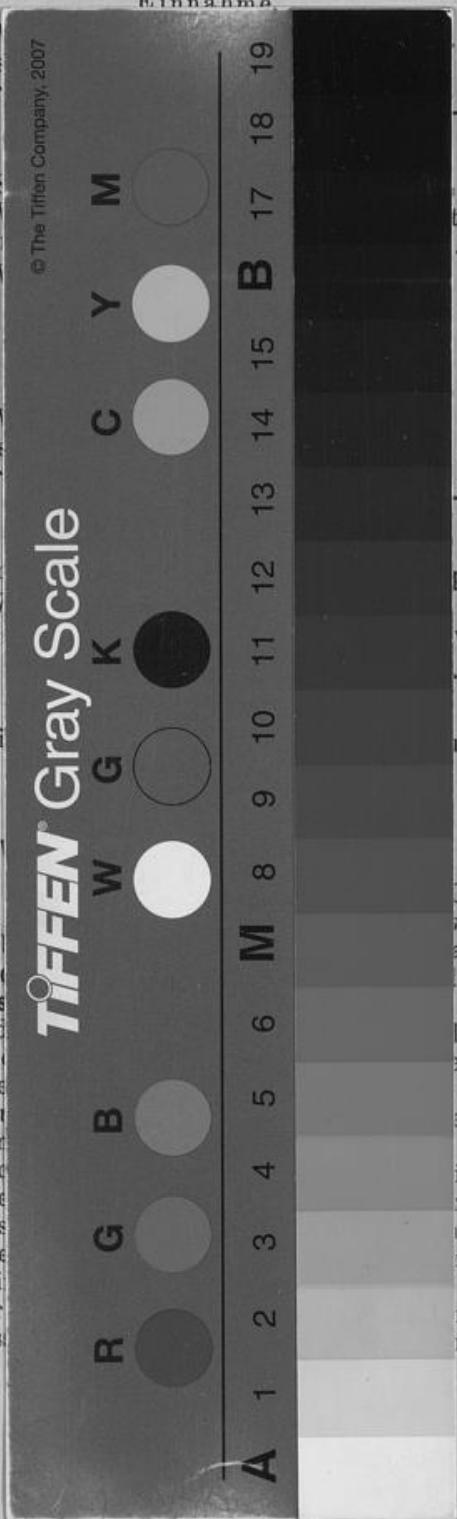 Einnahme
© The Tiffen Company, 2007
TIFFEN® Gray Scale
R G B W G K C Y M
A 1 2 3 4 5 6 M 8 9 10 11 12 13 14 15 B 17 18 19